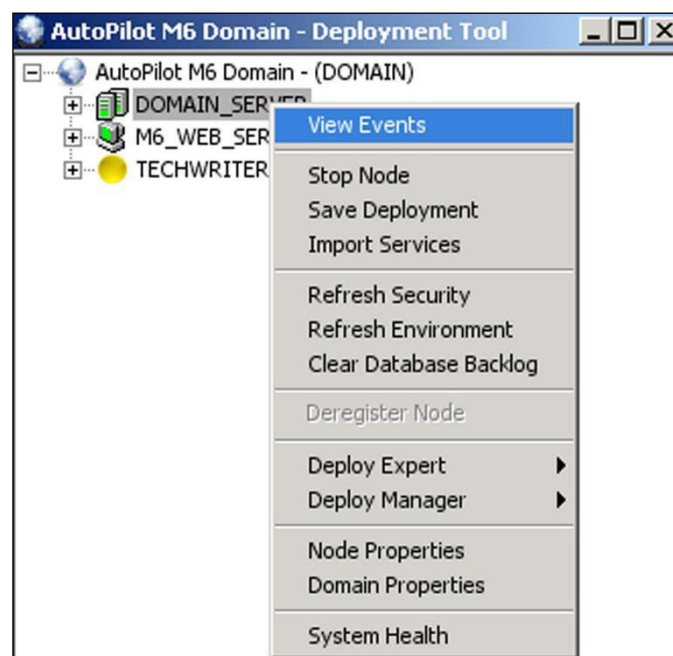 AutoPilot M6 Domain - Deployment Tool
AutoPilot M6 Domain - (DOMAIN)
DOMAIN_SERVER
M6_WEB_SER
TECHWRITER
View Events
Stop Node
Save Deployment
Import Services
Refresh Security
Refresh Environment
Clear Database Backlog
Deregister Node
Deploy Expert
Deploy Manager
Node Properties
Domain Properties
System Health